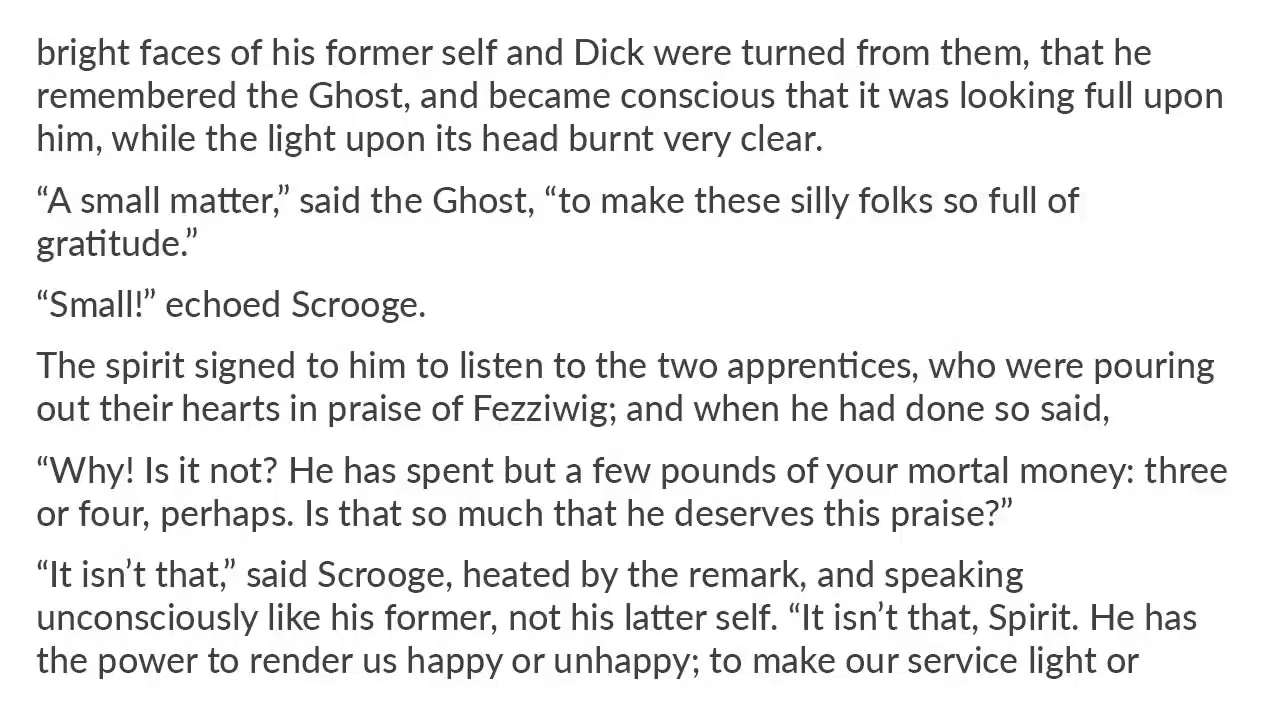 bright faces of his former self and Dick were turned from them, that he
remembered the Ghost, and became conscious that it was looking full upon
him, while the light upon its head burnt very clear.
“A small matter,” said the Ghost, “to make these silly folks so full of
gratitude.”
“Small!” echoed Scrooge.
The spirit signed to him to listen to the two apprentices, who were pouring
out their hearts in praise of Fezziwig; and when he had done so said,
“Why! Is it not? He has spent but a few pounds of your mortal money: three
or four, perhaps. Is that so much that he deserves this praise?”
“It isn’t that,” said Scrooge, heated by the remark, and speaking
unconsciously like his former, not his latter self. “It isn’t that, Spirit. He has
the power to render us happy or unhappy; to make our service light or